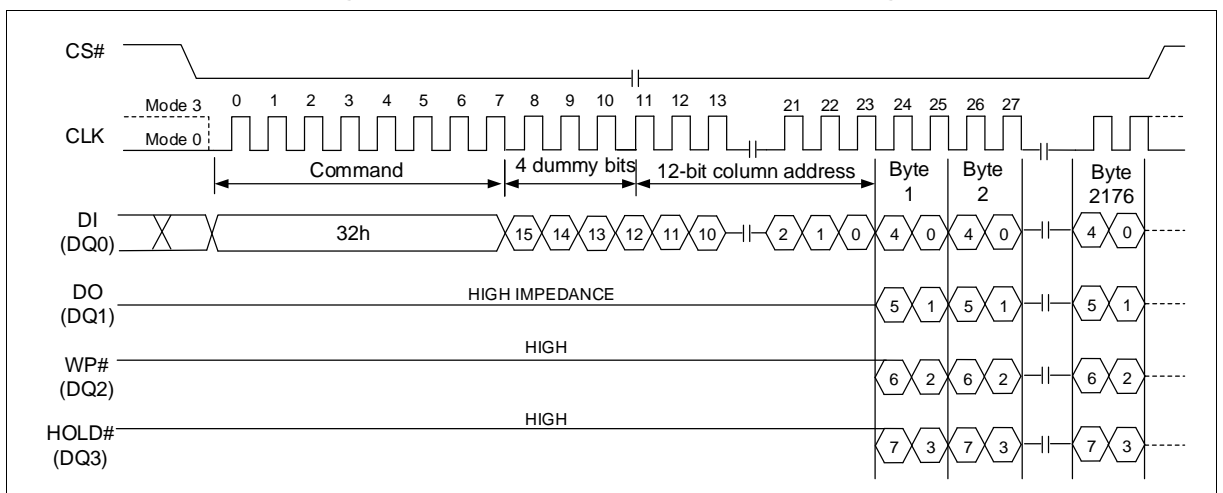 CS#
Mode 3 0 1 2 3 4 5 6 7 8 9 10 11 12 13 21 22 23 24 25 26 27
CLK
Mode 0
Command 4 dummy bits 12-bit column address Byte 1 Byte 2 Byte 2176
DI
(DQ0)
32h 15 14 13 12 11 10 2 1 0 4 0 4 0 4 0
DO
(DQ1)
HIGH IMPEDANCE
5 1 5 1 5 1
HIGH
WP#
(DQ2)
6 2 6 2 6 2
HIGH
HOLD#
(DQ3)
7 3 7 3 7 3